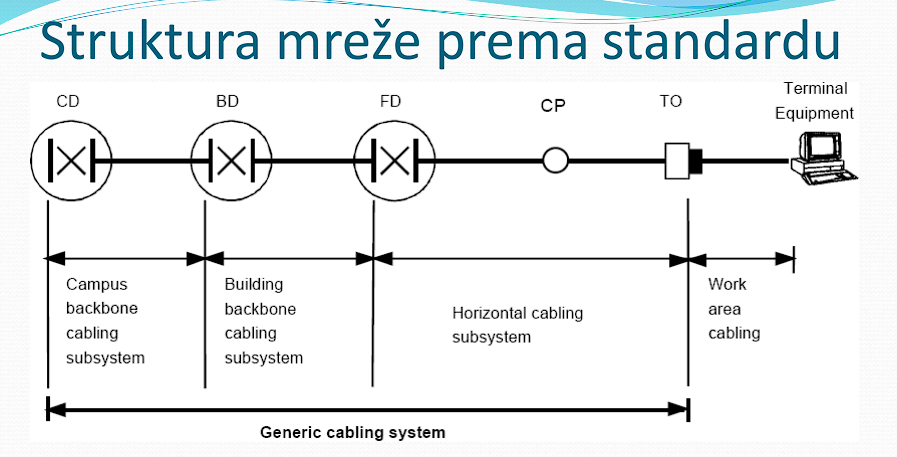 Struktura mreže prema standardu
CD
BD
FD
CP
TO
Terminal
Equipment
Campus
backbone
cabling
subsystem
Building
backbone
cabling
subsystem
Horizontal cabling
subsystem
Work
area
cabling
Generic cabling system